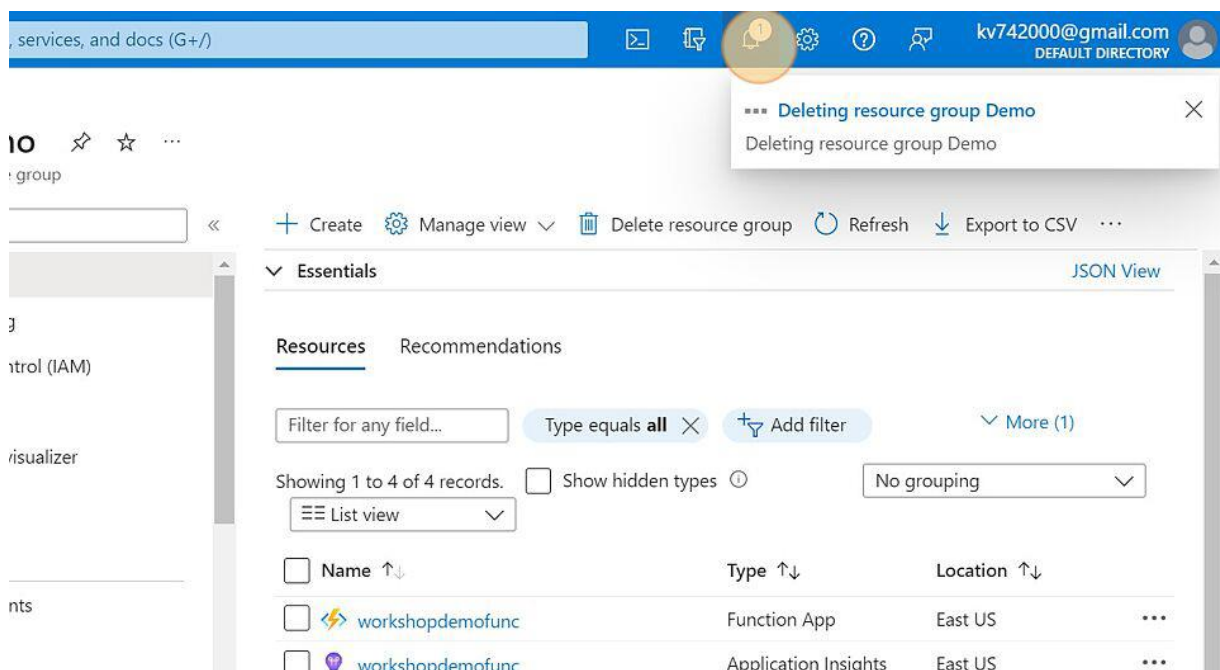 , services, and docs (G+/)
1
kv742000@gmail.com
DEFAULT DIRECTORY
Deleting resource group Demo
Deleting resource group Demo
no
group
Create Manage view Delete resource group Refresh Export to CSV ...
Essentials JSON View
g
Resources Recommendations
ntrol (IAM)
Filter for any field... Type equals all Add filter More (1)
visualizer
Showing 1 to 4 of 4 records. Show hidden types No grouping
List view
Name Type Location
nts
workshopdemofunc Function App East US
workshopdemofunc Application Insights East US